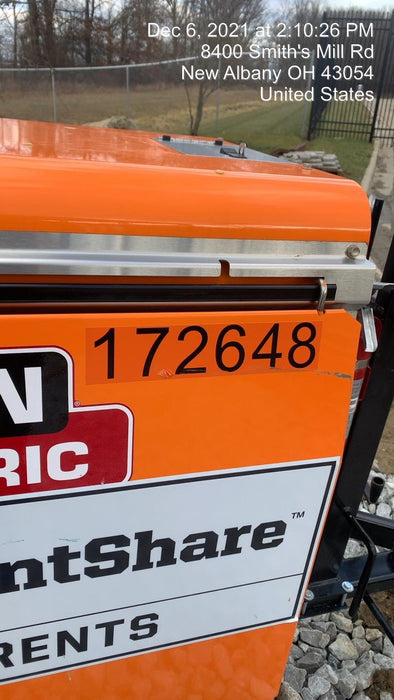 Dec 6, 2021 at 2:10:26 PM
8400 Smith's Mill Rd
New Albany OH 43054
United States
172648
N
RIC
ntShare™
RENTS